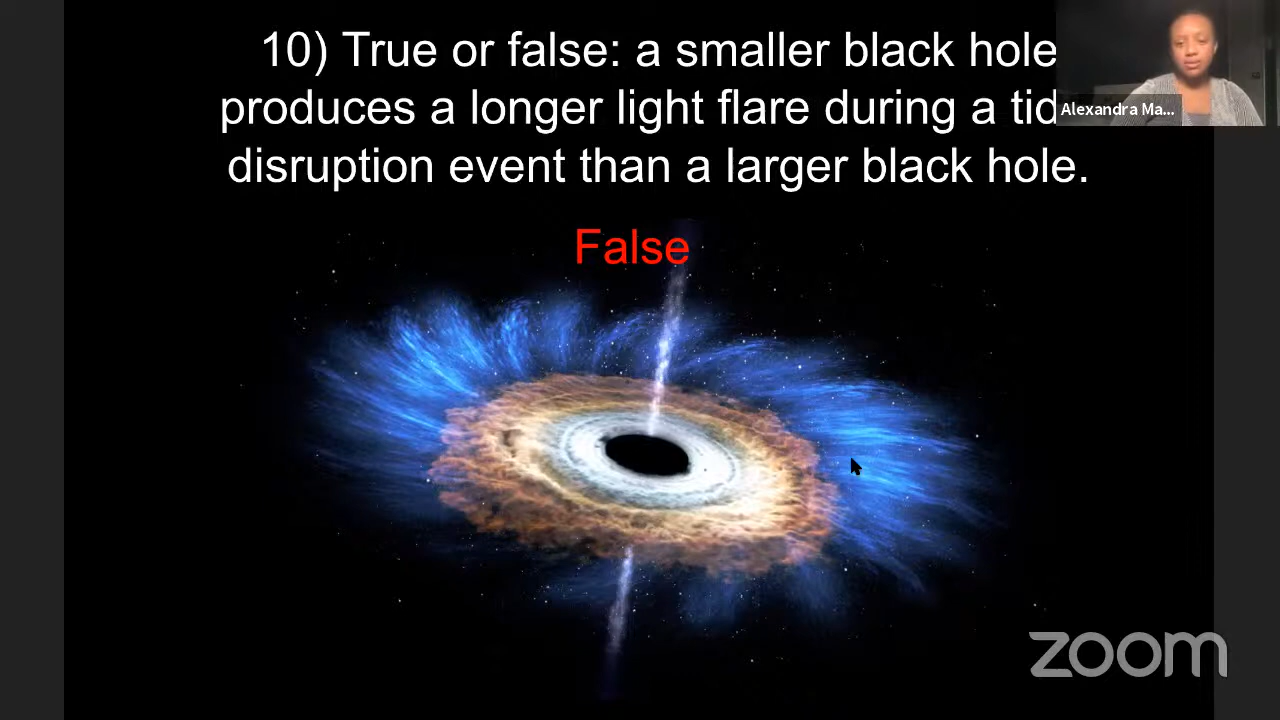 10) True or false: a smaller black hole
produces a longer light flare during a
disruption event than a larger black hole.
False
Alexandra Ma...
zoom